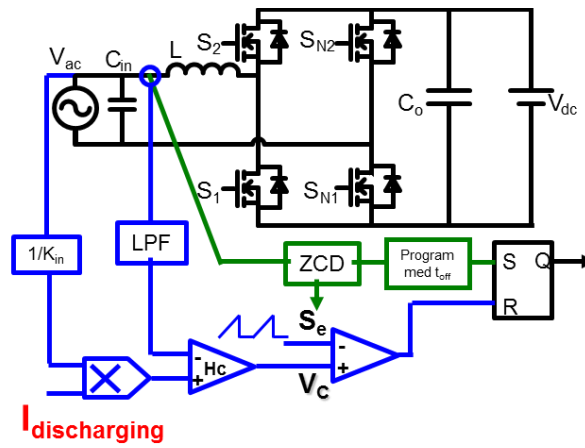 S2
SN2
L
Vac
Cin
Co
Vdc
S1
SN1
1/Kin
LPF
ZCD
Program
med toff
S
Q
R
Se
-
+
-
Hc
+
VC
Idischarging